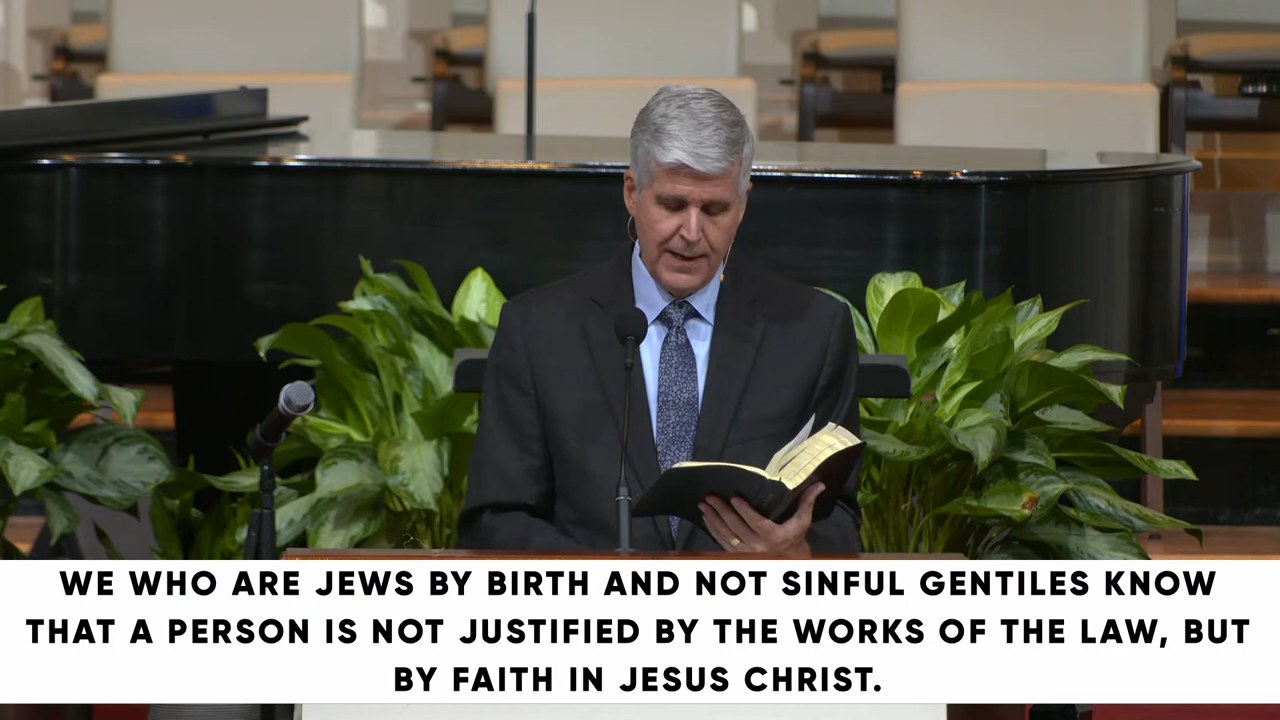 WE WHO ARE JEWS BY BIRTH AND NOT SINFUL GENTILES KNOW
THAT A PERSON IS NOT JUSTIFIED BY THE WORKS OF THE LAW, BUT
BY FAITH IN JESUS CHRIST.